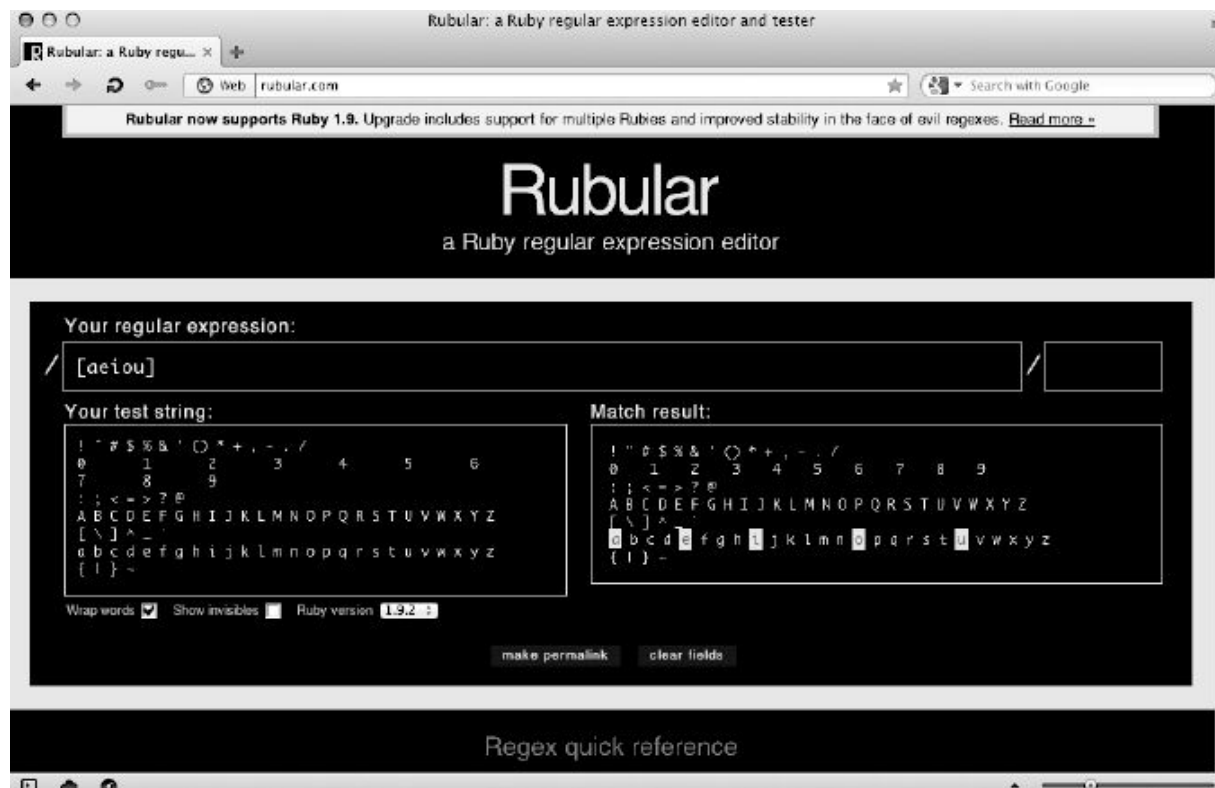 Rubular: a Ruby regular expression editor and tester
Rubular: a Ruby regu...
Web rubular.com Search with Google
Rubular now supports Ruby 1.9. Upgrade includes support for multiple Rubies and improved stability in the face of evil regexes. Read more »
Rubular
a Ruby regular expression editor
Your regular expression:
/ [aeiou] /
Your test string:
! " # $ % & ' () * + , - . /
0 1 2 3 4 5 6
7 8 9
: ; < = > ? @
A B C D E F G H I J K L M N O P Q R S T U V W X Y Z
[ \ ] ^ _ `
a b c d e f g h i j k l m n o p q r s t u v w x y z
{ | } ~
Wrap words Show invisibles Ruby version 1.9.2
Match result:
! " # $ % & ' () * + , - . /
0 1 2 3 4 5 6 7 8 9
: ; < = > ? @
A B C D E F G H I J K L M N O P Q R S T U V W X Y Z
[ \ ] ^ _ `
a b c d e f g h i j k l m n o p q r s t u v w x y z
{ | } ~
make permalink clear fields
Regex quick reference